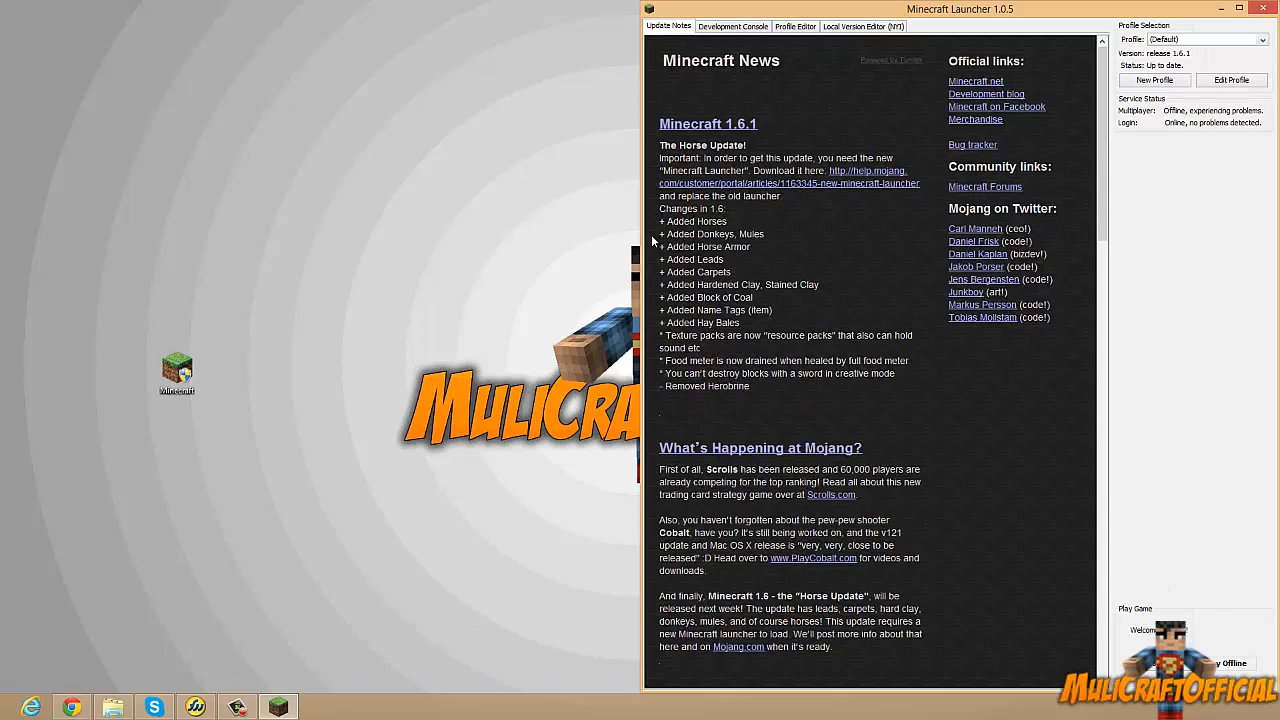 Minecraft Launcher 1.0.5
Update Notes Development Console Profile Editor Local Version Editor (NYI)
Minecraft News
Powered by Tumblr
Minecraft 1.6.1
The Horse Update!
Important: In order to get this update, you need the new
"Minecraft Launcher". Download it here: http://help.mojang.
com/customer/portal/articles/1163345-new-minecraft-launcher
and replace the old launcher.
Changes in 1.6:
+ Added Horses
+ Added Donkeys, Mules
+ Added Horse Armor
+ Added Leads
+ Added Carpets
+ Added Hardened Clay, Stained Clay
+ Added Block of Coal
+ Added Name Tags (item)
+ Added Hay Bales
* Texture packs are now "resource packs" that also can hold
sound etc
* Food meter is now drained when healed by full food meter
* You can't destroy blocks with a sword in creative mode
- Removed Herobrine
.
What's Happening at Mojang?
First of all, Scrolls has been released and 60,000 players are
already competing for the top ranking! Read all about this new
trading card strategy game over at Scrolls.com.
Also, you haven't forgotten about the pew-pew shooter
Cobalt, have you? It's still being worked on, and the v121
update and Mac OS X release is "very, very, close to be
released" :D Head over to www.PlayCobalt.com for videos and
downloads.
And finally, Minecraft 1.6 - the "Horse Update", will be
released next week! The update has leads, carpets, hard clay,
donkeys, mules, and of course horses! This update requires a
new Minecraft launcher to load. We'll post more info about that
here and on Mojang.com when it's ready.
.
Official links:
Minecraft.net
Development blog
Minecraft on Facebook
Merchandise
Bug tracker
Community links:
Minecraft Forums
Mojang on Twitter:
Carl Manneh (ceo!)
Daniel Frisk (code!)
Daniel Kaplan (bizdev!)
Jakob Porser (code!)
Jens Bergensten (code!)
Junkboy (art!)
Markus Persson (code!)
Tobias Mollstam (code!)
Profile Selection
Profile: (Default)
Version: release 1.6.1
Status: Up to date.
New Profile Edit Profile
Service Status
Multiplayer: Offline, experiencing problems.
Login: Online, no problems detected.
Play Game
Offline
Minecraft
MULICRA
MULICRAFTOFFICIAL